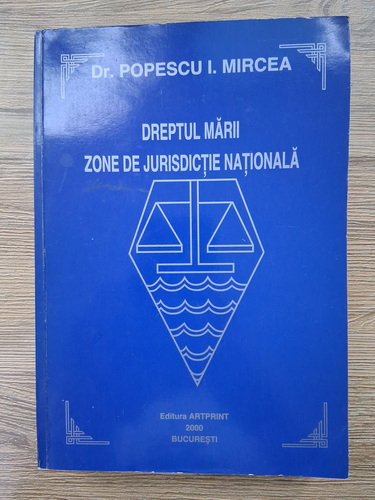 Dr. POPESCU I. MIRCEA
DREPTUL MĂRII
ZONE DE JURISDICȚIE NAȚIONALĂ
Editura ARTPRINT
2000
BUCUREȘTI